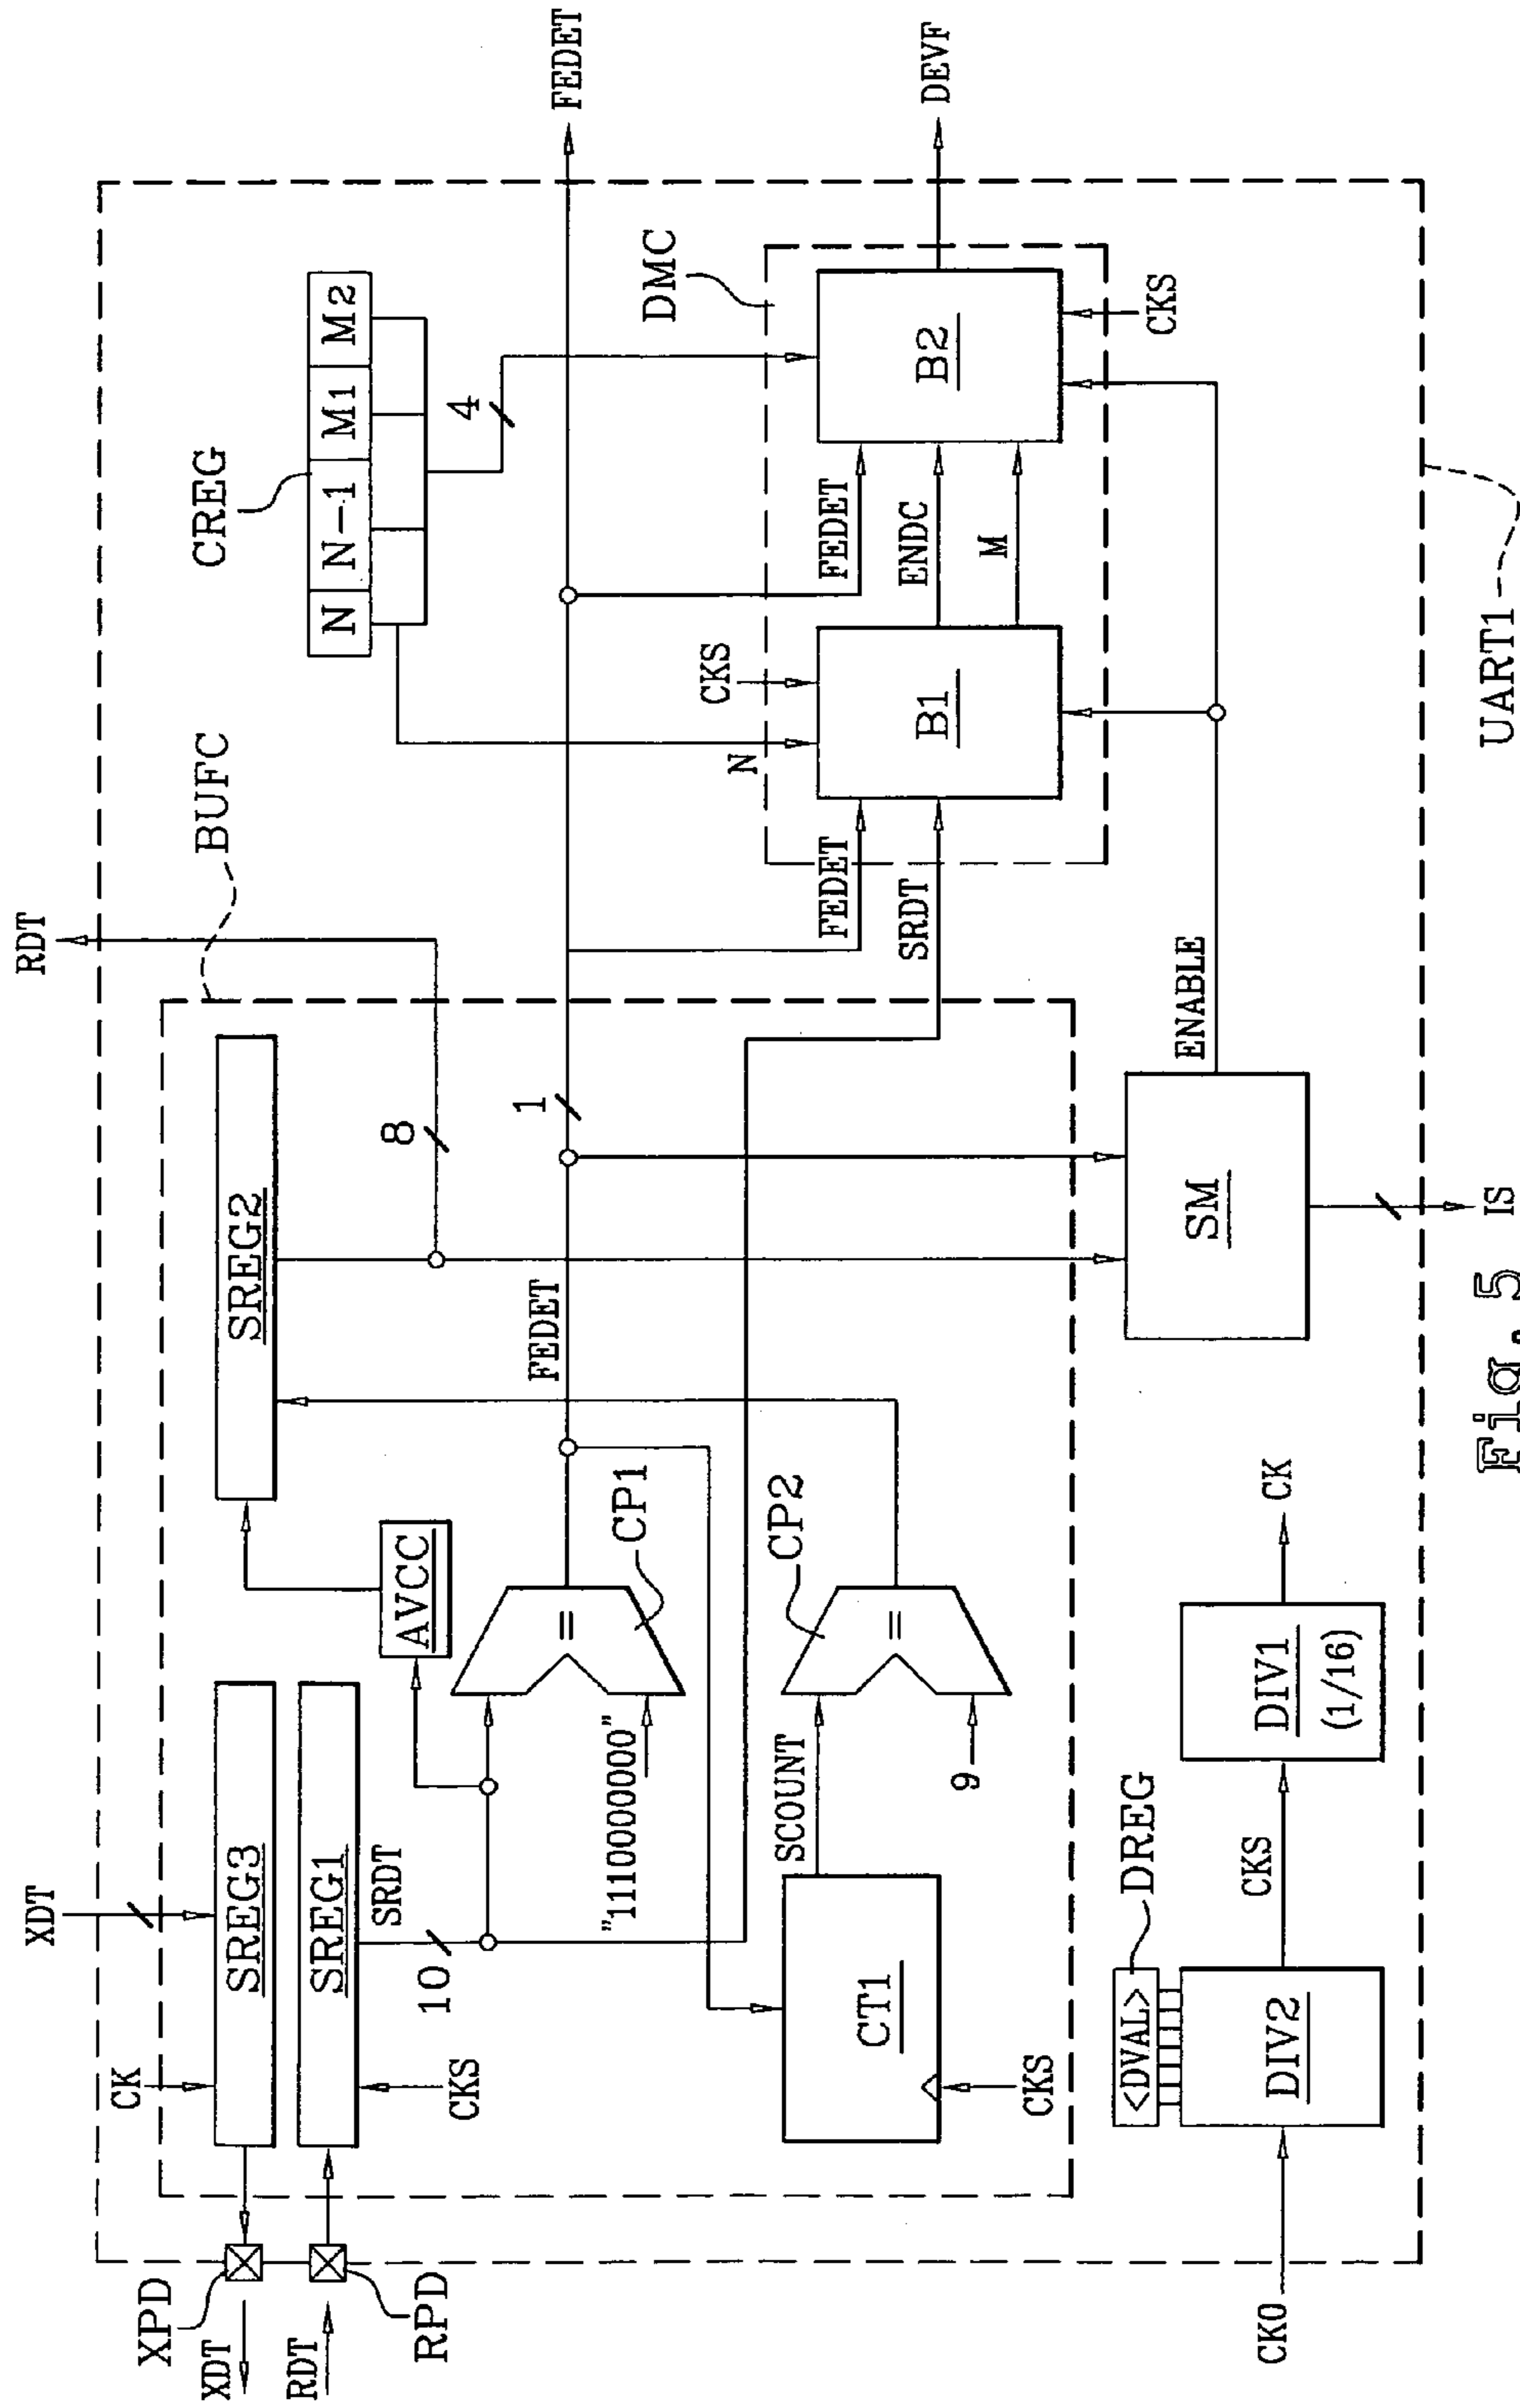 XDT
RDT
FEDET
DEVF
XPD
XDT
RDT
RPD
CK
SREG3
SREG1
CKS
SRDT
10
SREG2
8
BUFC
AVCC
"1110000000"
=
CP1
FEDET
1
CT1
CKS
SCOUNT
9
=
CP2
CREG
N
N-1
M1
M2
4
DMC
N
CKS
FEDET
SRDT
B1
FEDET
ENDC
M
B2
CKS
SM
ENABLE
IS
CK0
DREG
<DVAL>
DIV2
CKS
DIV1
(1/16)
CK
UART1
Fig. 5